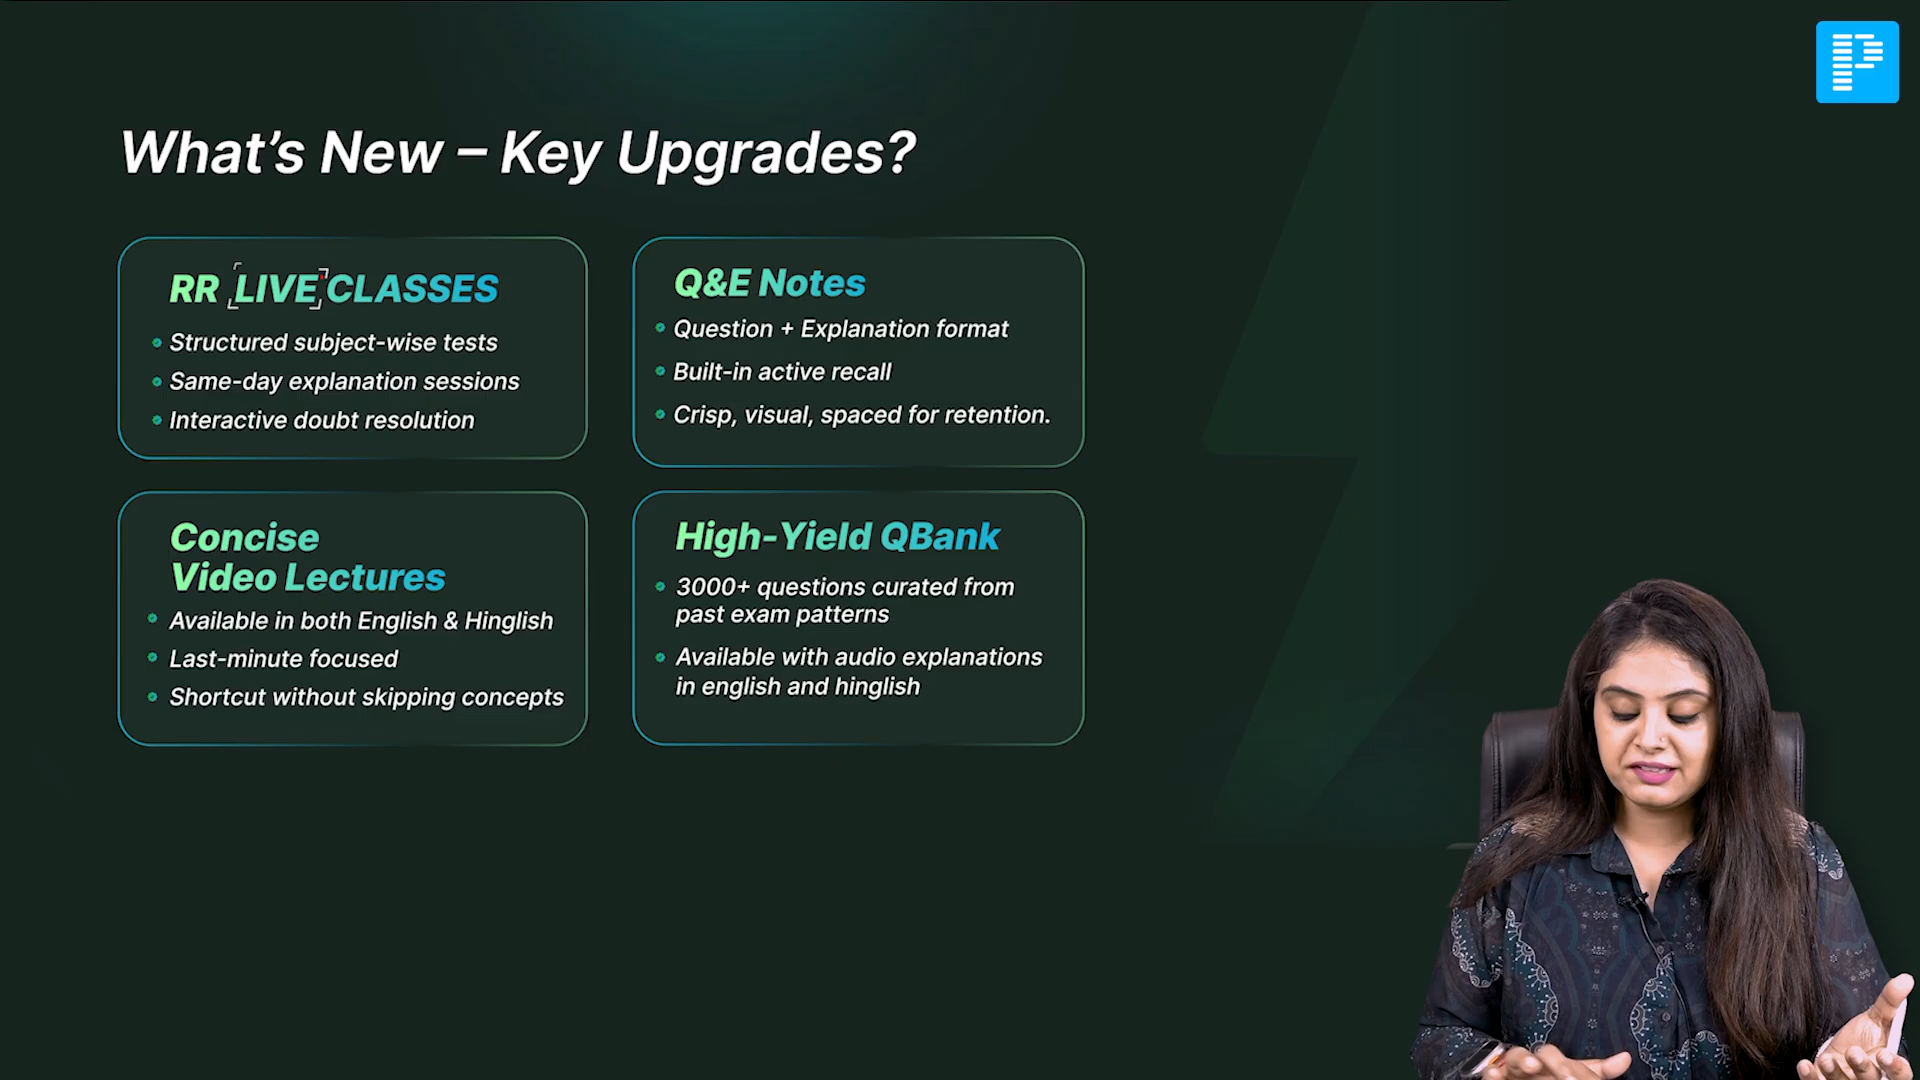 What's New – Key Upgrades?
RR LIVE CLASSES
Structured subject-wise tests
Same-day explanation sessions
Interactive doubt resolution
Q&E Notes
Question + Explanation format
Built-in active recall
Crisp, visual, spaced for retention.
Concise
Video Lectures
Available in both English & Hinglish
Last-minute focused
Shortcut without skipping concepts
High-Yield QBank
3000+ questions curated from
past exam patterns
Available with audio explanations
in english and hinglish
P